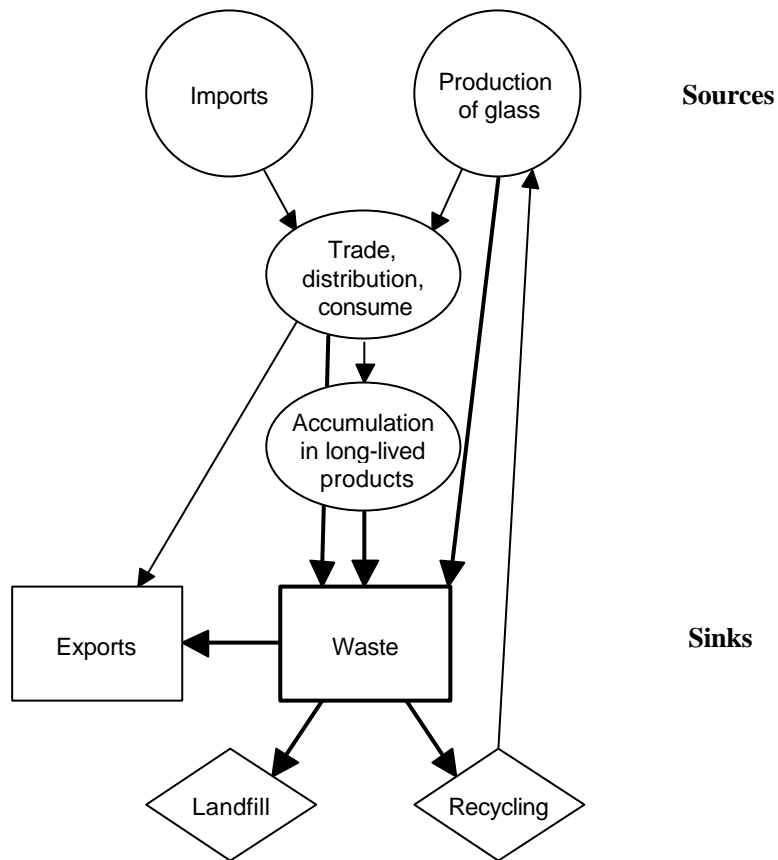 Imports
Production
of glass
Sources
Trade,
distribution,
consume
Accumulation
in long-lived
products
Exports
Waste
Sinks
Landfill
Recycling